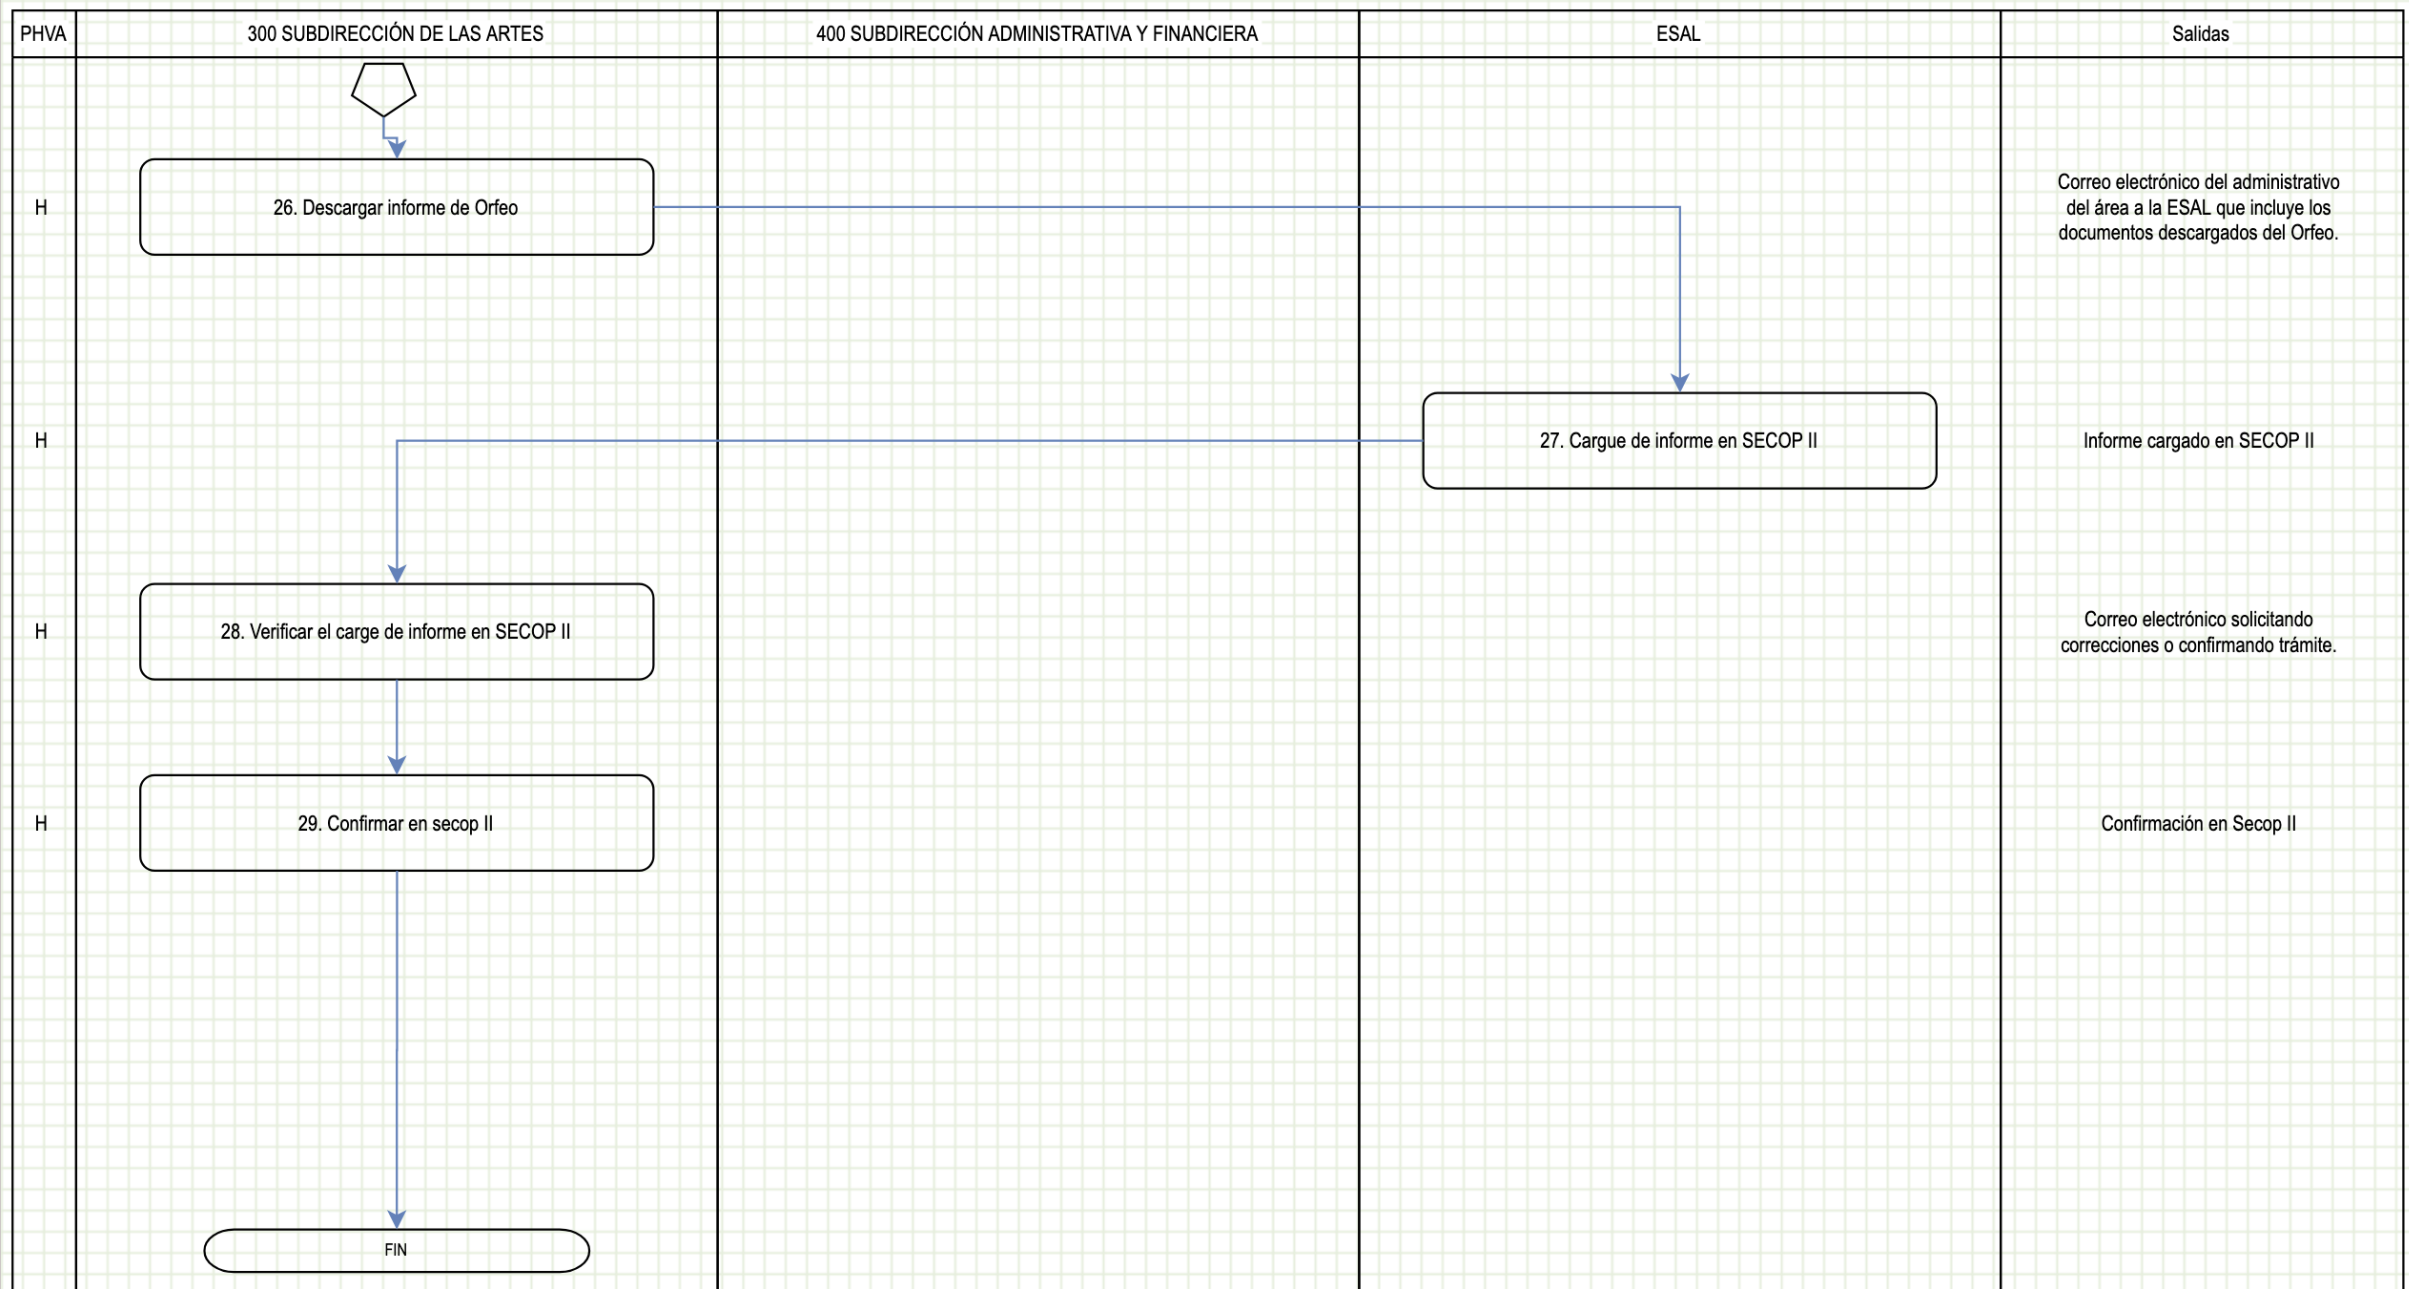 PHVA
300 SUBDIRECCIÓN DE LAS ARTES
400 SUBDIRECCIÓN ADMINISTRATIVA Y FINANCIERA
ESAL
Salidas
H
26. Descargar informe de Orfeo
Correo electrónico del administrativo
del área a la ESAL que incluye los
documentos descargados del Orfeo.
H
27. Cargue de informe en SECOP II
Informe cargado en SECOP II
H
28. Verificar el carge de informe en SECOP II
Correo electrónico solicitando
correcciones o confirmando trámite.
H
29. Confirmar en secop II
Confirmación en Secop II
FIN